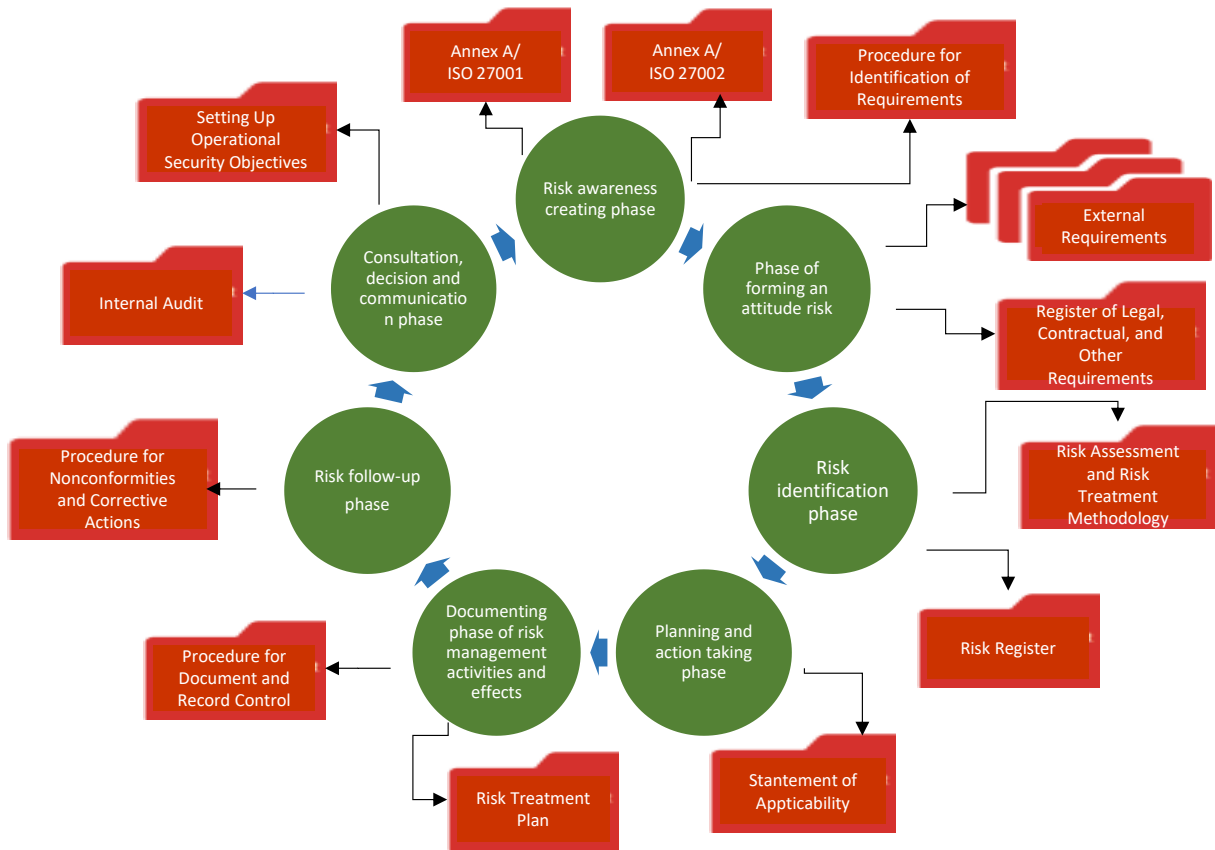 Annex A/
ISO 27001
Annex A/
ISO 27002
Procedure for
Identification of
Requirements
Setting Up
Operational
Security Objectives
Risk awareness
creating phase
External
Requirements
Consultation,
decision and
communicatio
n phase
Phase of
forming an
attitude risk
Internal Audit
Register of Legal,
Contractual, and
Other
Requirements
Procedure for
Nonconformities
and Corrective
Actions
Risk follow-up
phase
Risk
identification
phase
Risk Assessment
and Risk
Treatment
Methodology
Documenting
phase of risk
management
activities and
effects
Planning and
action taking
phase
Risk Register
Procedure for
Document and
Record Control
Risk Treatment
Plan
Stantement of
Appticability